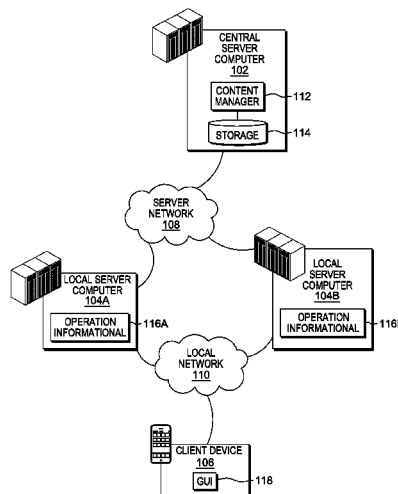 CENTRAL SERVER
COMPUTER
102
CONTENT
MANAGER
112
STORAGE
114
SERVER
NETWORK
108
LOCAL SERVER
COMPUTER
104A
OPERATION
INFORMATIONAL
116A
LOCAL
SERVER
COMPUTER
104B
OPERATION
INFORMATIONAL
LOCAL
NETWORK
110
CLIENT DEVICE
106
GUI
118